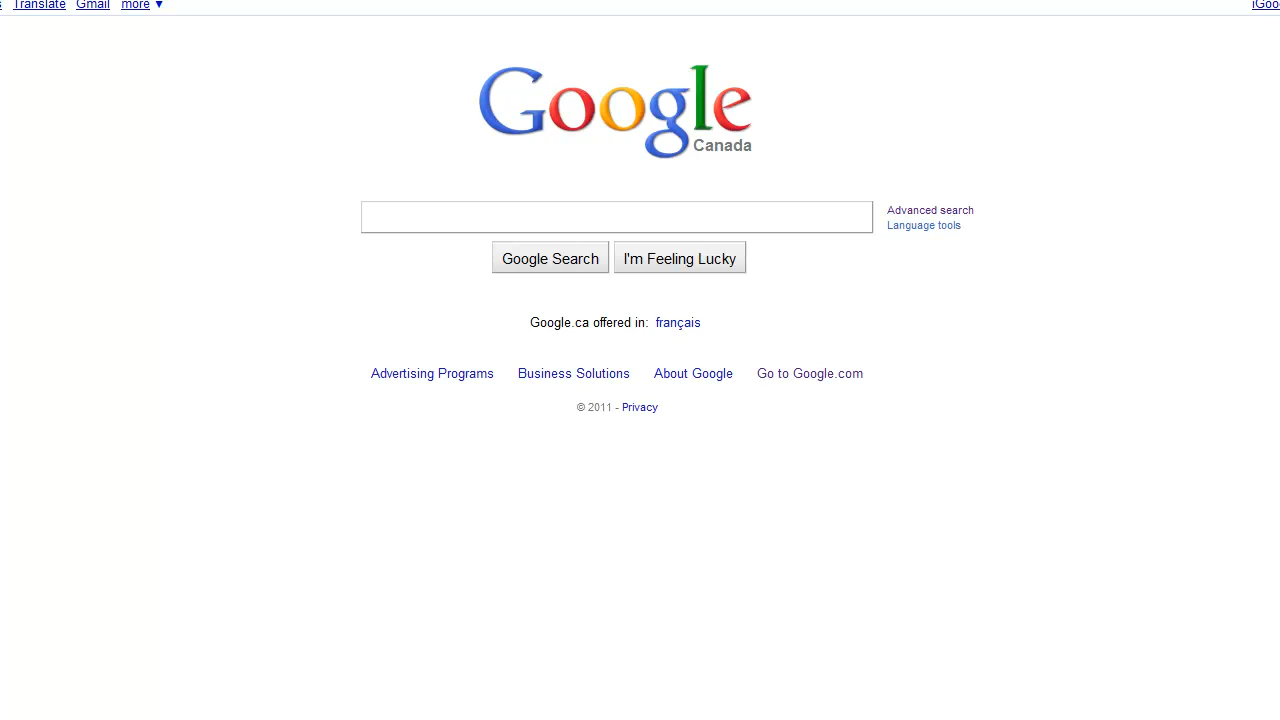 Translate Gmail more ▼
Google
Canada
Advanced search
Language tools
Google Search I'm Feeling Lucky
Google.ca offered in: français
Advertising Programs Business Solutions About Google Go to Google.com
© 2011 - Privacy